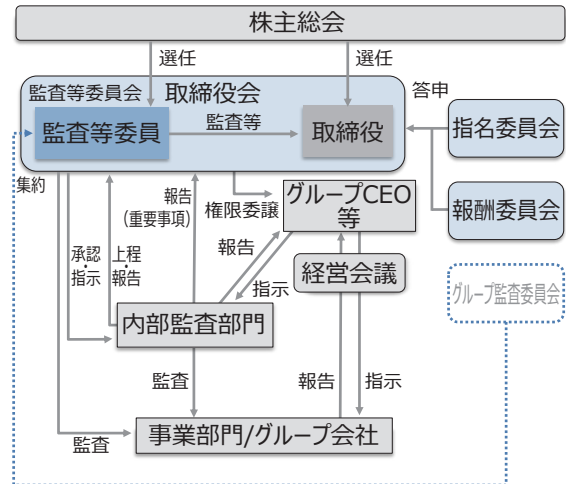 株主総会
選任
選任
監査等委員会
取締役会
答申
監査等委員
監査等
取締役
指名委員会
集約
報告
(重要事項)
権限委譲
グループCEO
等
報酬委員会
承認・指示
上程・報告
報告
指示
経営会議
グループ監査委員会
内部監査部門
監査
報告
指示
事業部門/グループ会社
監査